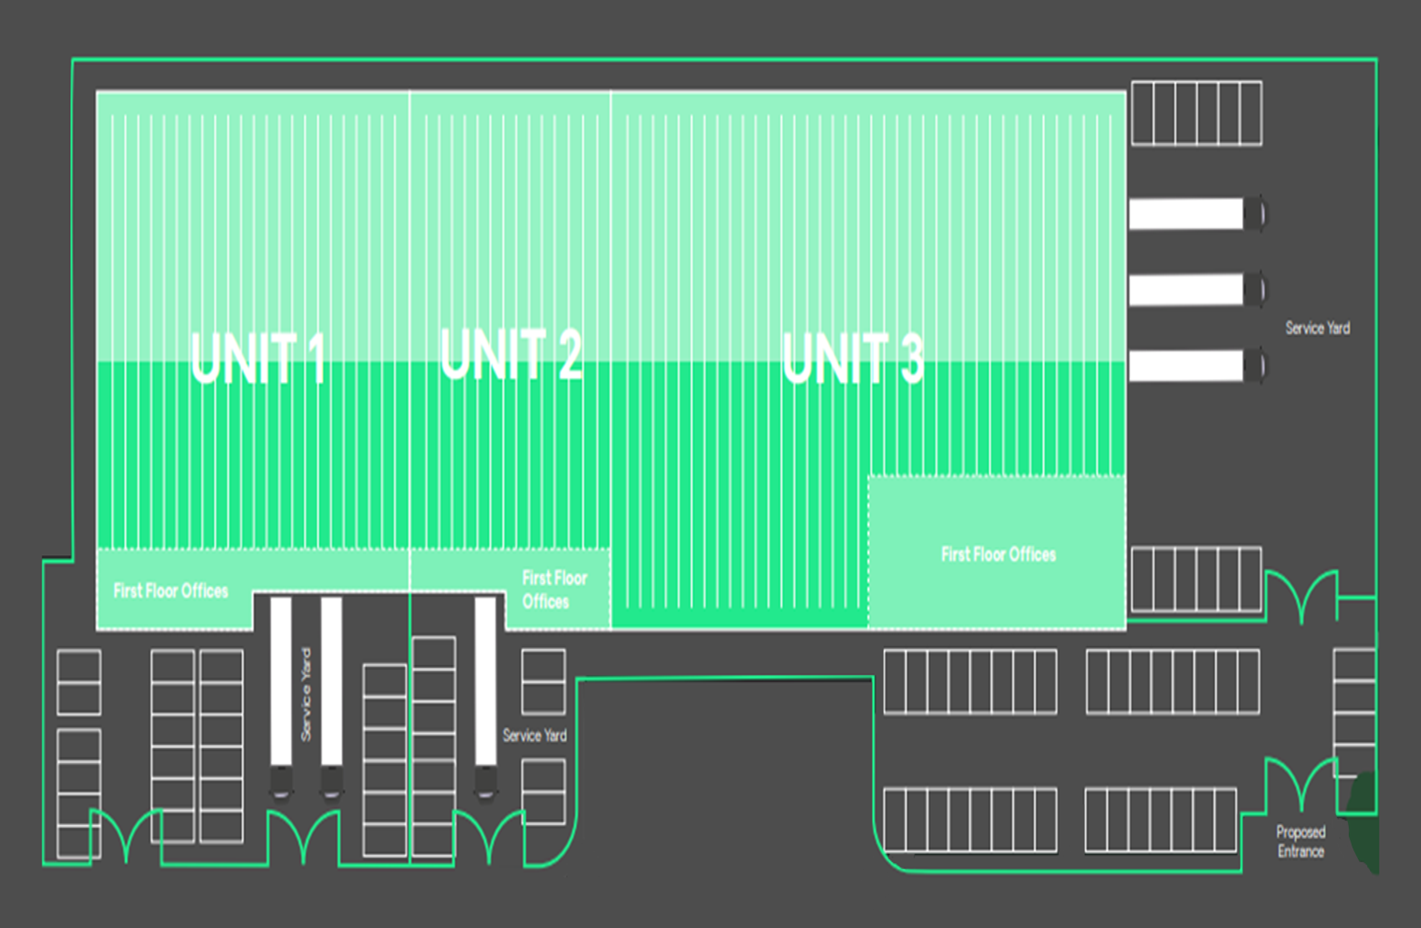 UNIT 1
UNIT 2
UNIT 3
Service Yard
First Floor Offices
First Floor Offices
First Floor
Offices
Service Yard
Service Yard
Proposed
Entrance